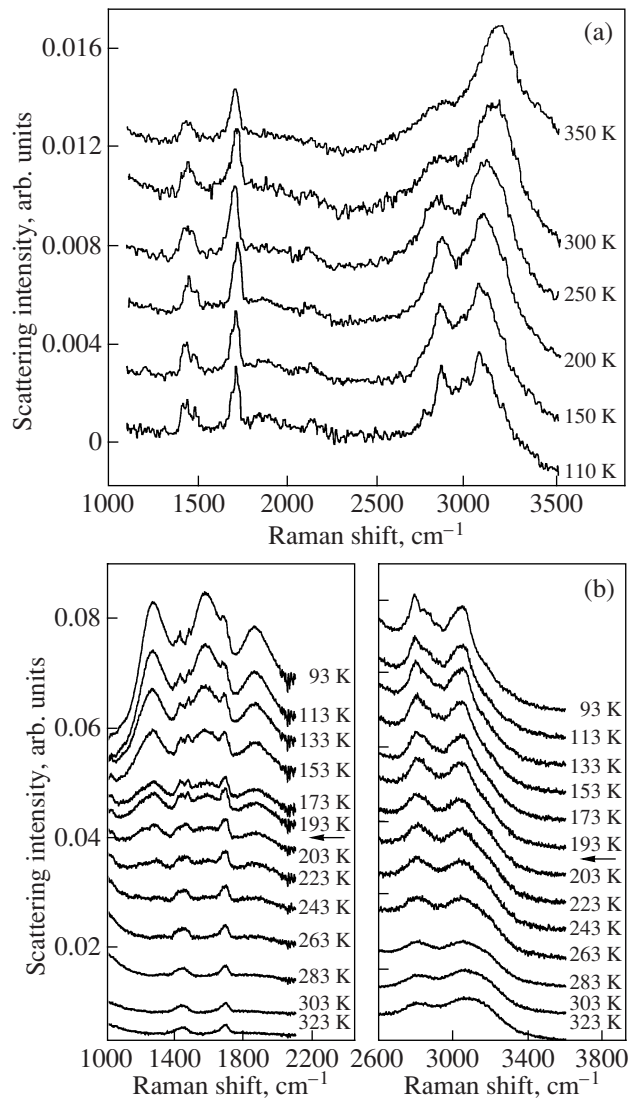 (a)
Scattering intensity, arb. units
0.016
0.012
0.008
0.004
0
350 K
300 K
250 K
200 K
150 K
110 K
1000 1500 2000 2500 3000 3500
Raman shift, cm–1
(b)
Scattering intensity, arb. units
0.08
0.06
0.04
0.02
93 K
113 K
133 K
153 K
173 K
193 K
203 K
223 K
243 K
263 K
283 K
303 K
323 K
93 K
113 K
133 K
153 K
173 K
193 K
203 K
223 K
243 K
263 K
283 K
303 K
323 K
1000 1400 1800 2200
2600 3000 3400 3800
Raman shift, cm–1
Raman shift, cm–1